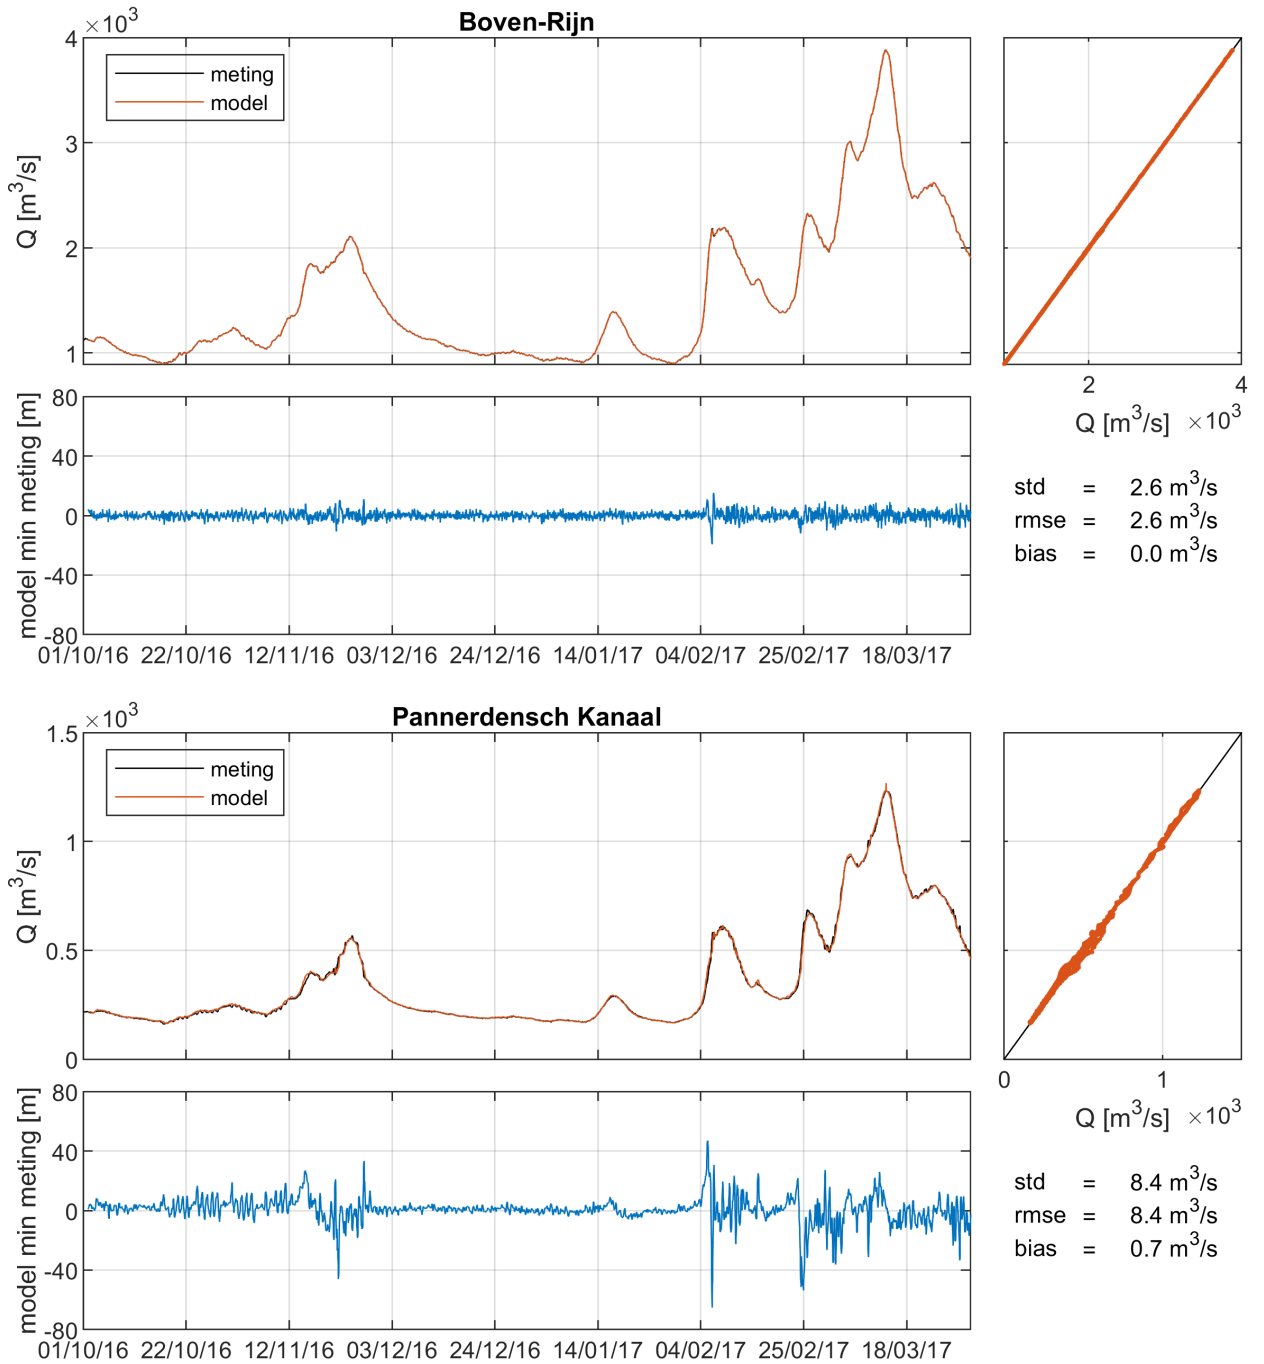 Boven-Rijn
×10³
4
3
2
1
Q [m³/s]
meting
model
2 4
Q [m³/s] ×10³
80
40
0
-40
-80
model min meting [m]
01/10/16 22/10/16 12/11/16 03/12/16 24/12/16 14/01/17 04/02/17 25/02/17 18/03/17
std = 2.6 m³/s
rmse = 2.6 m³/s
bias = 0.0 m³/s
Pannerdensch Kanaal
×10³
1.5
1
0.5
0
Q [m³/s]
meting
model
0 1
Q [m³/s] ×10³
80
40
0
-40
-80
model min meting [m]
01/10/16 22/10/16 12/11/16 03/12/16 24/12/16 14/01/17 04/02/17 25/02/17 18/03/17
std = 8.4 m³/s
rmse = 8.4 m³/s
bias = 0.7 m³/s